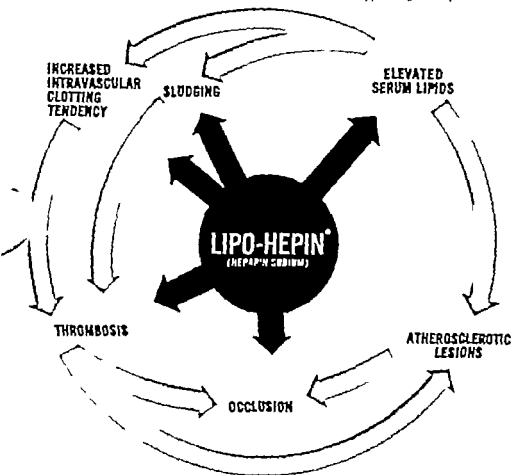 INCREASED
INTRAVASCULAR
CLOTTING
TENDENCY
SLUDGING
ELEVATED
SERUM LIPIDS
LIPO-HEPIN®
(HEPARIN SODIUM)
THROMBOSIS
ATHEROSCLEROTIC
LESIONS
OCCLUSION